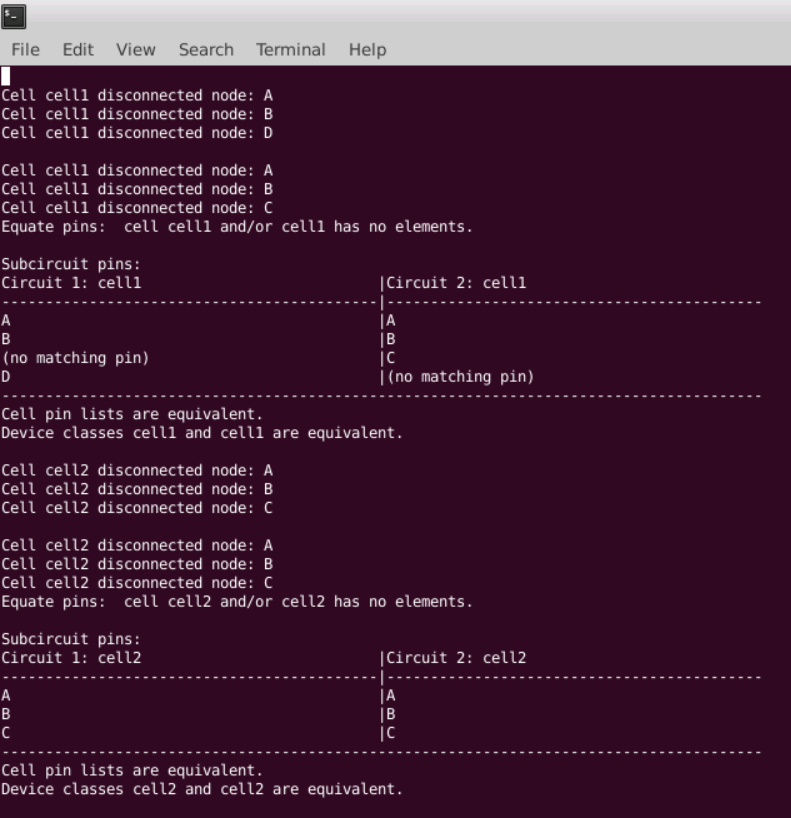 File Edit View Search Terminal Help
Cell cell1 disconnected node: A
Cell cell1 disconnected node: B
Cell cell1 disconnected node: D
Cell cell1 disconnected node: A
Cell cell1 disconnected node: B
Cell cell1 disconnected node: C
Equate pins:  cell cell1 and/or cell1 has no elements.
Subcircuit pins:
Circuit 1: cell1                           |Circuit 2: cell1
-------------------------------------------|-------------------------------------------
A                                          |A
B                                          |B
(no matching pin)                          |C
D                                          |(no matching pin)
---------------------------------------------------------------------------------------
Cell pin lists are equivalent.
Device classes cell1 and cell1 are equivalent.
Cell cell2 disconnected node: A
Cell cell2 disconnected node: B
Cell cell2 disconnected node: C
Cell cell2 disconnected node: A
Cell cell2 disconnected node: B
Cell cell2 disconnected node: C
Equate pins:  cell cell2 and/or cell2 has no elements.
Subcircuit pins:
Circuit 1: cell2                           |Circuit 2: cell2
-------------------------------------------|-------------------------------------------
A                                          |A
B                                          |B
C                                          |C
---------------------------------------------------------------------------------------
Cell pin lists are equivalent.
Device classes cell2 and cell2 are equivalent.